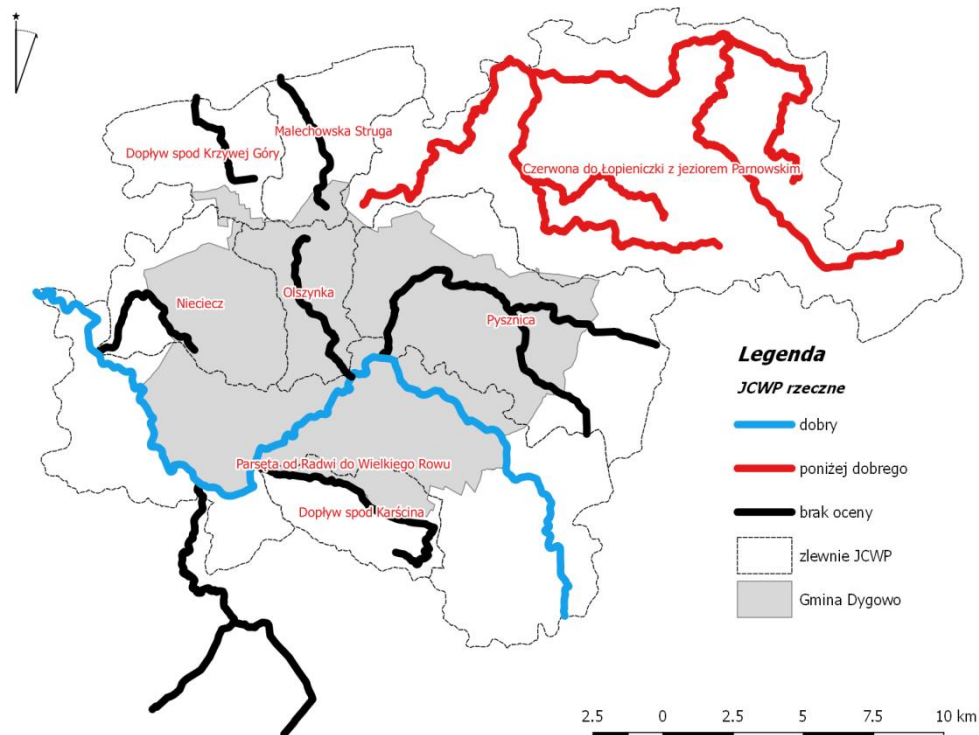 Malechowska Struga
Dopływ spod Krzywej Góry
Czerwona do Łopieniczki z jeziorem Parnowskim
Nieciecz
Olszynka
Pysznica
Parsęta od Radwi do Wielkiego Rowu
Dopływ spod Karścina
Legenda
JCWP rzeczne
dobry
poniżej dobrego
brak oceny
zlewnie JCWP
Gmina Dygowo
2.5 0 2.5 5 7.5 10 km